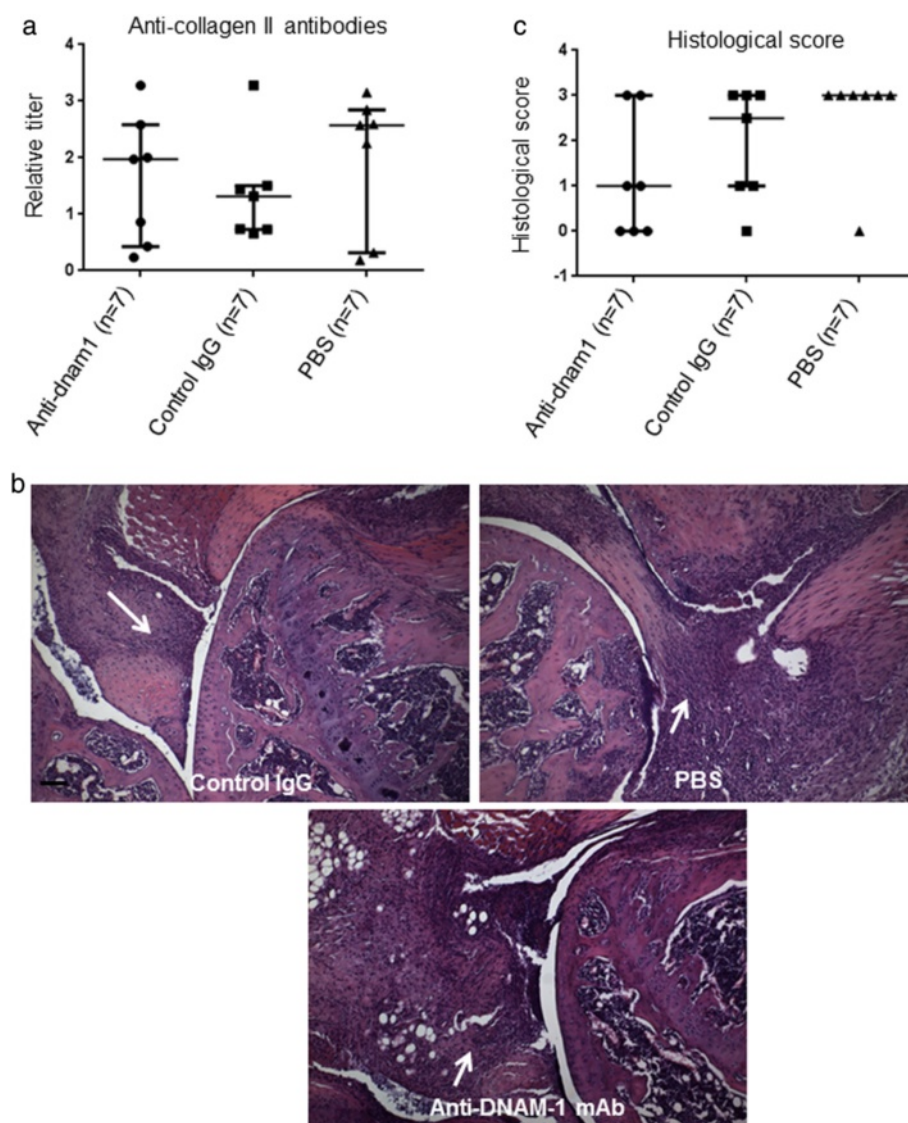 a
Anti-collagen II antibodies
Relative titer
4
3
2
1
0
Anti-dnam1 (n=7)
Control IgG (n=7)
PBS (n=7)
c
Histological score
Histological score
4
3
2
1
0
-1
Anti-dnam1 (n=7)
Control IgG (n=7)
PBS (n=7)
b
Control IgG
PBS
Anti-DNAM-1 mAb